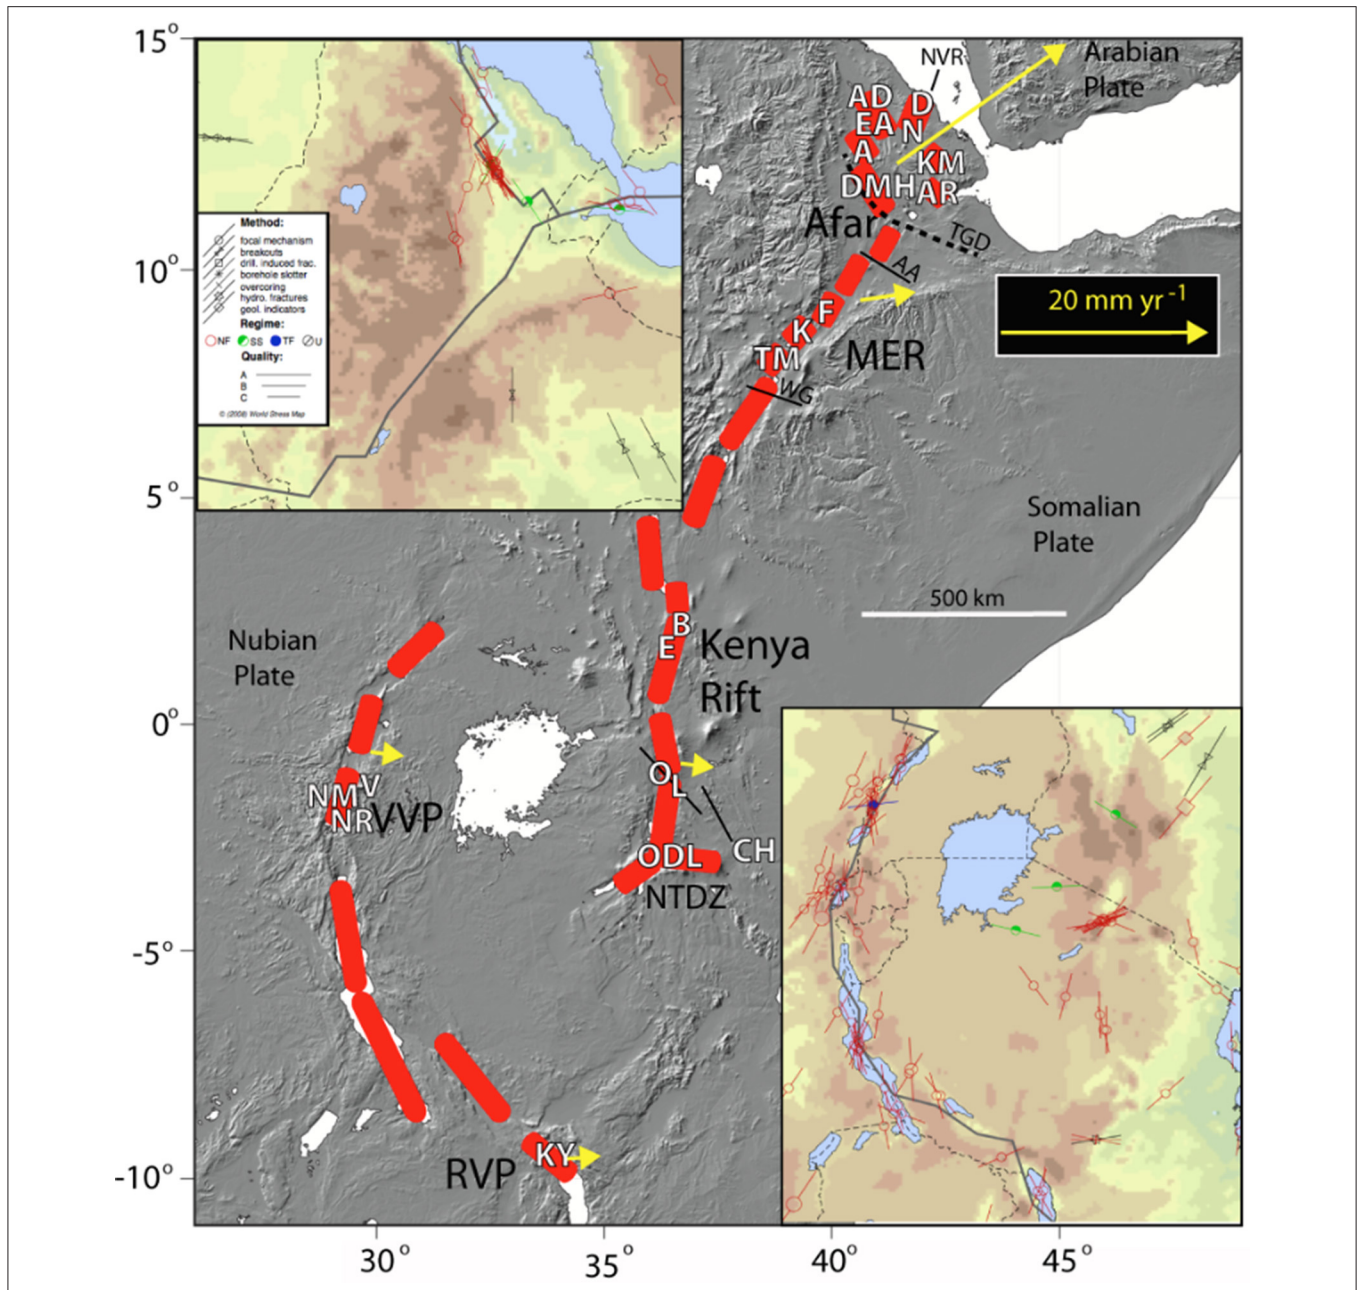 15°
10°
5°
0°
-5°
-10°
30°
35°
40°
45°
Method:
focal mechanism
breakouts
drill. induced frac.
borehole slotter
overcoring
hydro. fractures
geol. indicators
Regime:
NF SS TF U
Quality:
A
B
C
© (2008) World Stress Map
NVR
Arabian
Plate
AD
D
EA
N
A
KM
DMH
AR
Afar
TGD
AA
20 mm yr⁻¹
F
K
MER
TM
WG
Somalian
Plate
500 km
Nubian
Plate
B
E
Kenya
Rift
O
L
V
NM
NR
VVP
CH
ODL
NTDZ
KY
RVP